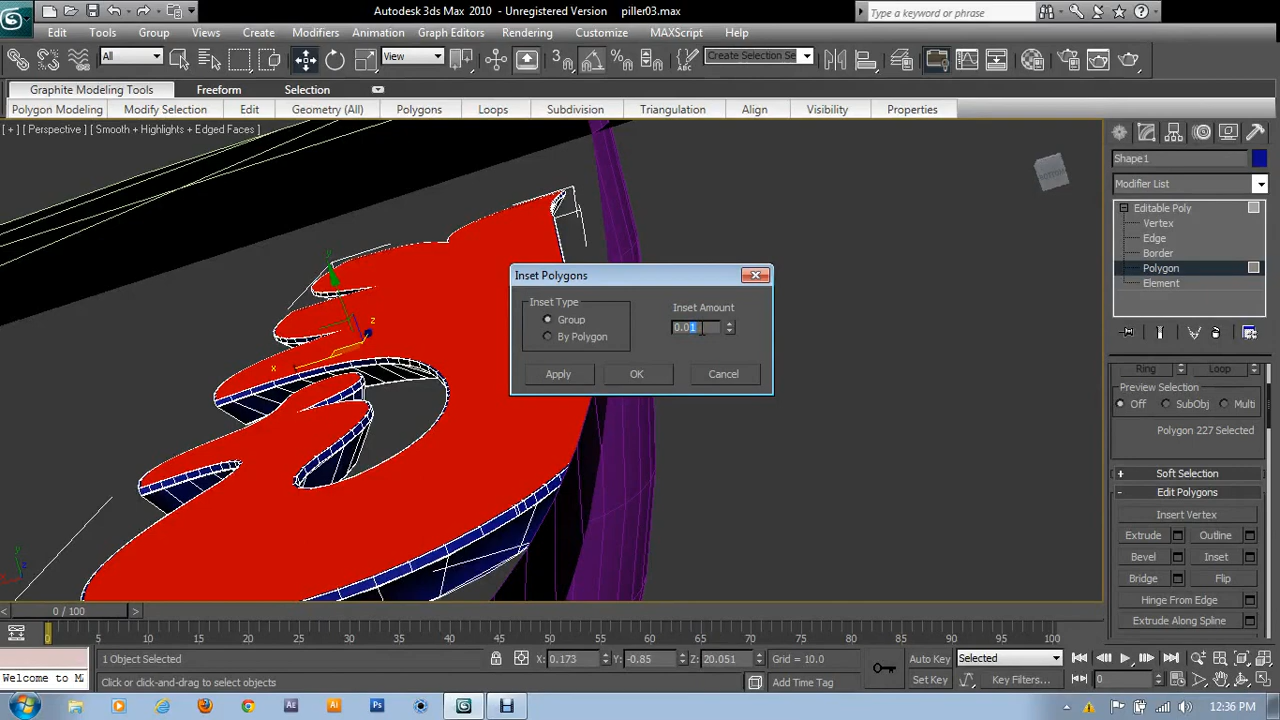 Autodesk 3ds Max 2010 - Unregistered Version piller03.max
Type a keyword or phrase
Edit Tools Group Views Create Modifiers Animation Graph Editors Rendering Customize MAXScript Help
All View Create Selection Se
Graphite Modeling Tools Freeform Selection
Polygon Modeling Modify Selection Edit Geometry (All) Polygons Loops Subdivision Triangulation Align Visibility Properties
[ + ] [ Perspective ] [ Smooth + Highlights + Edged Faces ]
Shape1
Modifier List
Editable Poly
Vertex
Edge
Border
Polygon
Element
Inset Polygons
Inset Type
Group
By Polygon
Inset Amount
0.01
Apply OK Cancel
y
z
x
Ring Loop
Preview Selection
Off SubObj Multi
Polygon 227 Selected
+ Soft Selection
- Edit Polygons
Insert Vertex
Extrude Outline
Bevel Inset
Bridge Flip
Hinge From Edge
Extrude Along Spline
y
z
x
< 0 / 100 >
0 5 10 15 20 25 30 35 40 45 50 55 60 65 70 75 80 85 90 95 100
1 Object Selected X: 0.173 Y: -0.85 Z: 20.051 Grid = 10.0 Auto Key Selected
Welcome to MA Click or click-and-drag to select objects Add Time Tag Set Key Key Filters... 0
Ae Ai Ps 12:36 PM